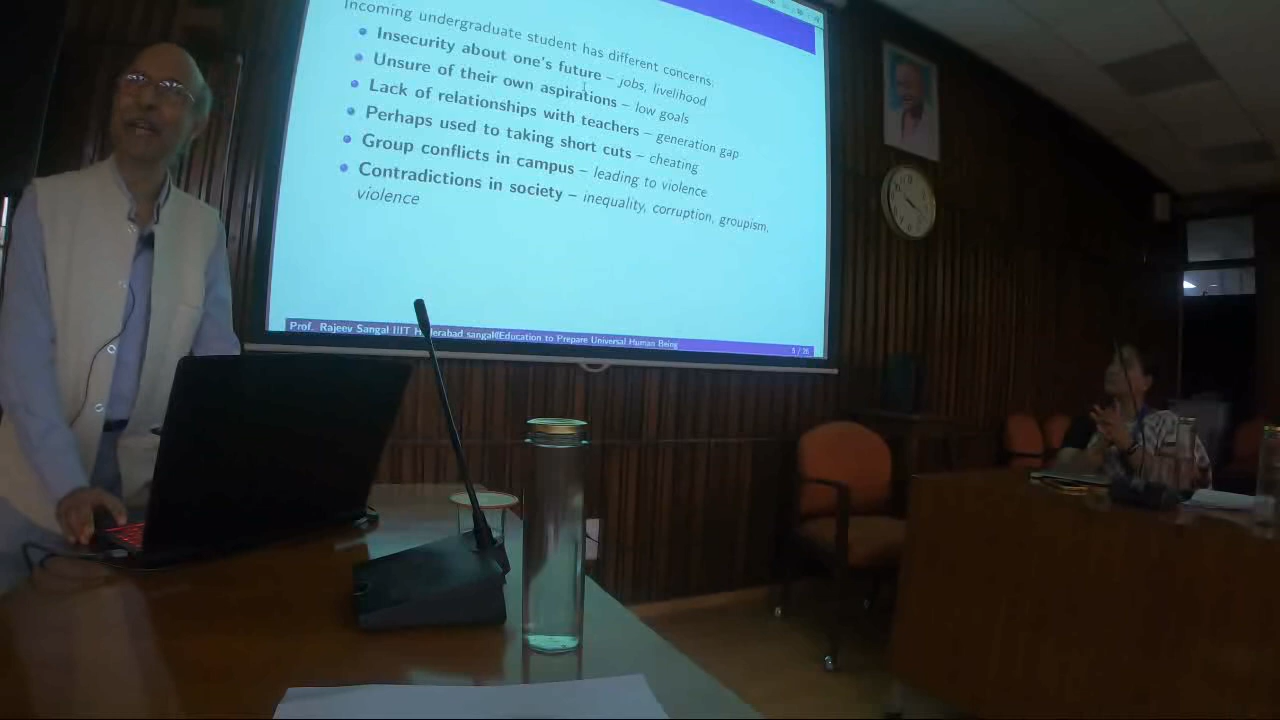 Incoming undergraduate student has different concerns:
Insecurity about one's future – jobs, livelihood
Unsure of their own aspirations – low goals
Lack of relationships with teachers – generation gap
Perhaps used to taking short cuts – cheating
Group conflicts in campus – leading to violence
Contradictions in society – inequality, corruption, groupism,
violence
Prof. Rajeev Sangal IIIT Hyderabad sangal@ Education to Prepare Universal Human Being
5 / 26